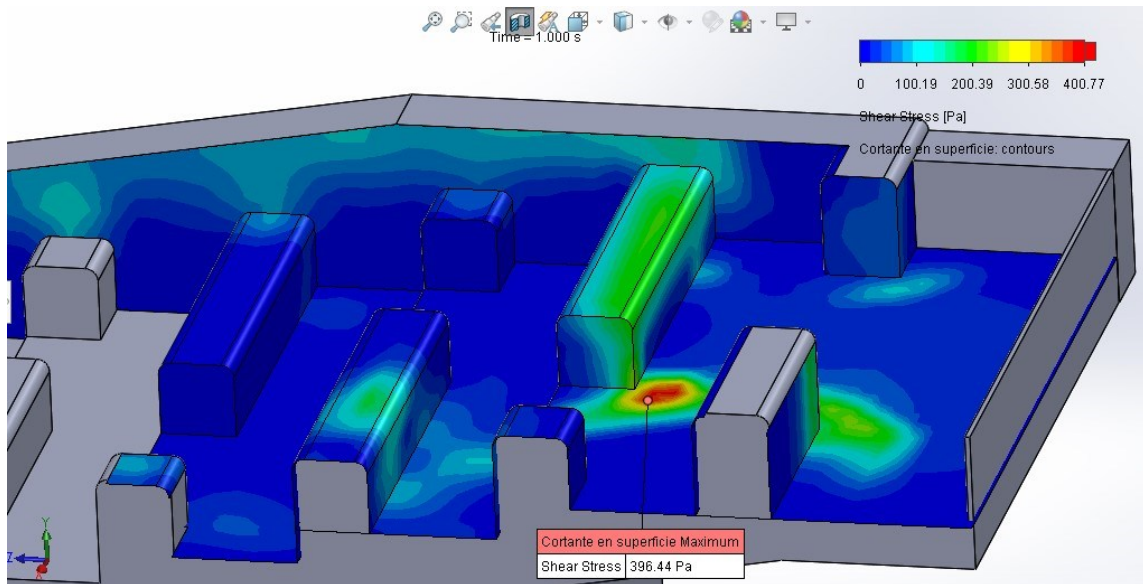 Time = 1.000 s
0 100.19 200.39 300.58 400.77
Shear Stress [Pa]
Cortante en superficie: contours
Cortante en superficie Maximum
Shear Stress 396.44 Pa
Y
Z